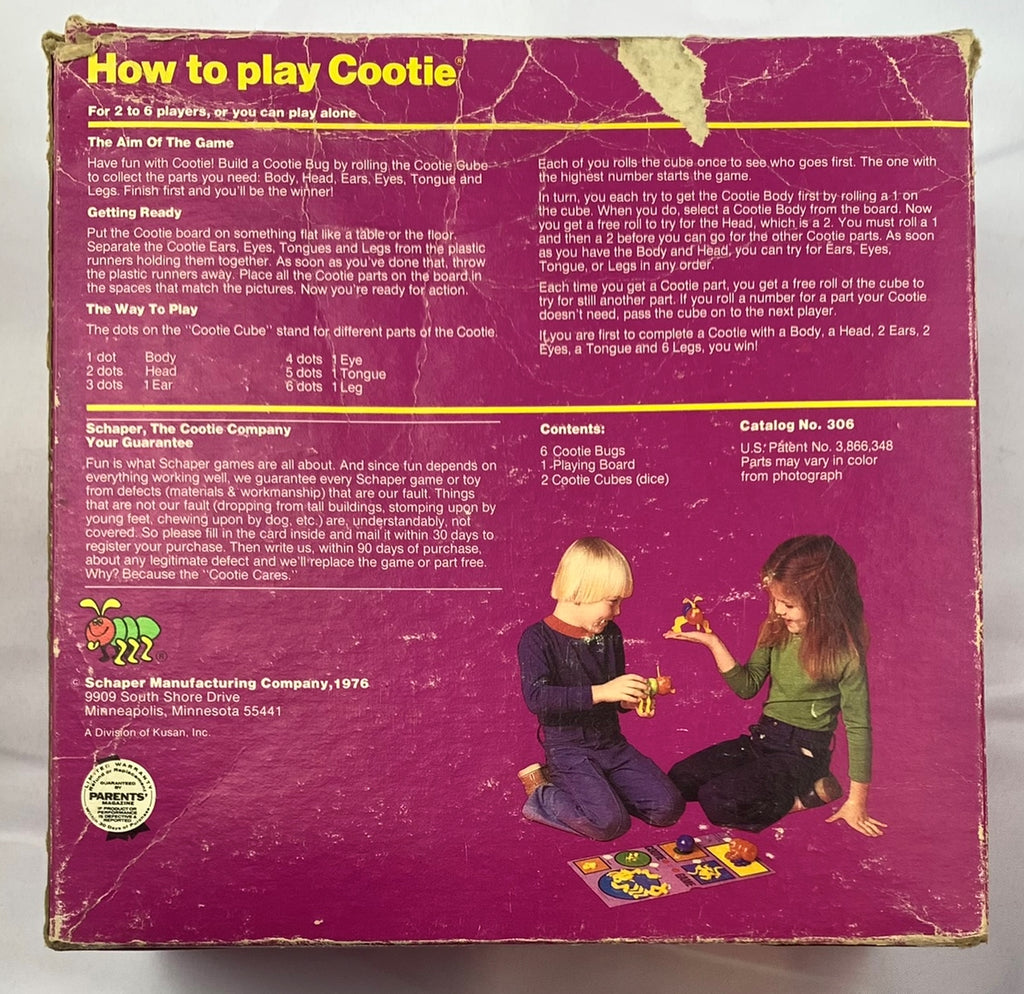 How to play Cootie®
For 2 to 6 players, or you can play alone
The Aim Of The Game
Have fun with Cootie! Build a Cootie Bug by rolling the Cootie Cube
to collect the parts you need: Body, Head, Ears, Eyes, Tongue and
Legs. Finish first and you'll be the winner!
Getting Ready
Put the Cootie board on something flat like a table or the floor.
Separate the Cootie Ears, Eyes, Tongues and Legs from the plastic
runners holding them together. As soon as you've done that, throw
the plastic runners away. Place all the Cootie parts on the board in
the spaces that match the pictures. Now you're ready for action.
The Way To Play
The dots on the "Cootie Cube" stand for different parts of the Cootie.
1 dot Body 4 dots 1 Eye
2 dots Head 5 dots 1 Tongue
3 dots 1 Ear 6 dots 1 Leg
Each of you rolls the cube once to see who goes first. The one with
the highest number starts the game.
In turn, you each try to get the Cootie Body first by rolling a 1 on
the cube. When you do, select a Cootie Body from the board. Now
you get a free roll to try for the Head, which is a 2. You must roll a 1
and then a 2 before you can go for the other Cootie parts. As soon
as you have the Body and Head, you can try for Ears, Eyes,
Tongue, or Legs in any order.
Each time you get a Cootie part, you get a free roll of the cube to
try for still another part. If you roll a number for a part your Cootie
doesn't need, pass the cube on to the next player.
If you are first to complete a Cootie with a Body, a Head, 2 Ears, 2
Eyes, a Tongue and 6 Legs, you win!
Schaper, The Cootie Company
Your Guarantee
Fun is what Schaper games are all about. And since fun depends on
everything working well, we guarantee every Schaper game or toy
from defects (materials & workmanship) that are our fault. Things
that are not our fault (dropping from tall buildings, stomping upon by
young feet, chewing upon by dog, etc.) are, understandably, not
covered. So please fill in the card inside and mail it within 30 days to
register your purchase. Then write us, within 90 days of purchase,
about any legitimate defect and we'll replace the game or part free.
Why? Because the "Cootie Cares."
Contents:
6 Cootie Bugs
1 Playing Board
2 Cootie Cubes (dice)
Catalog No. 306
U.S. Patent No. 3,866,348
Parts may vary in color
from photograph
®
© Schaper Manufacturing Company, 1976
9909 South Shore Drive
Minneapolis, Minnesota 55441
A Division of Kusan, Inc.
LIMITED WARRANTY
Refund or Replacement
GUARANTEED BY
PARENTS'
MAGAZINE
IF PRODUCT OR
PERFORMANCE
IS DEFECTIVE &
REPORTED
Within 30 Days of Purchase